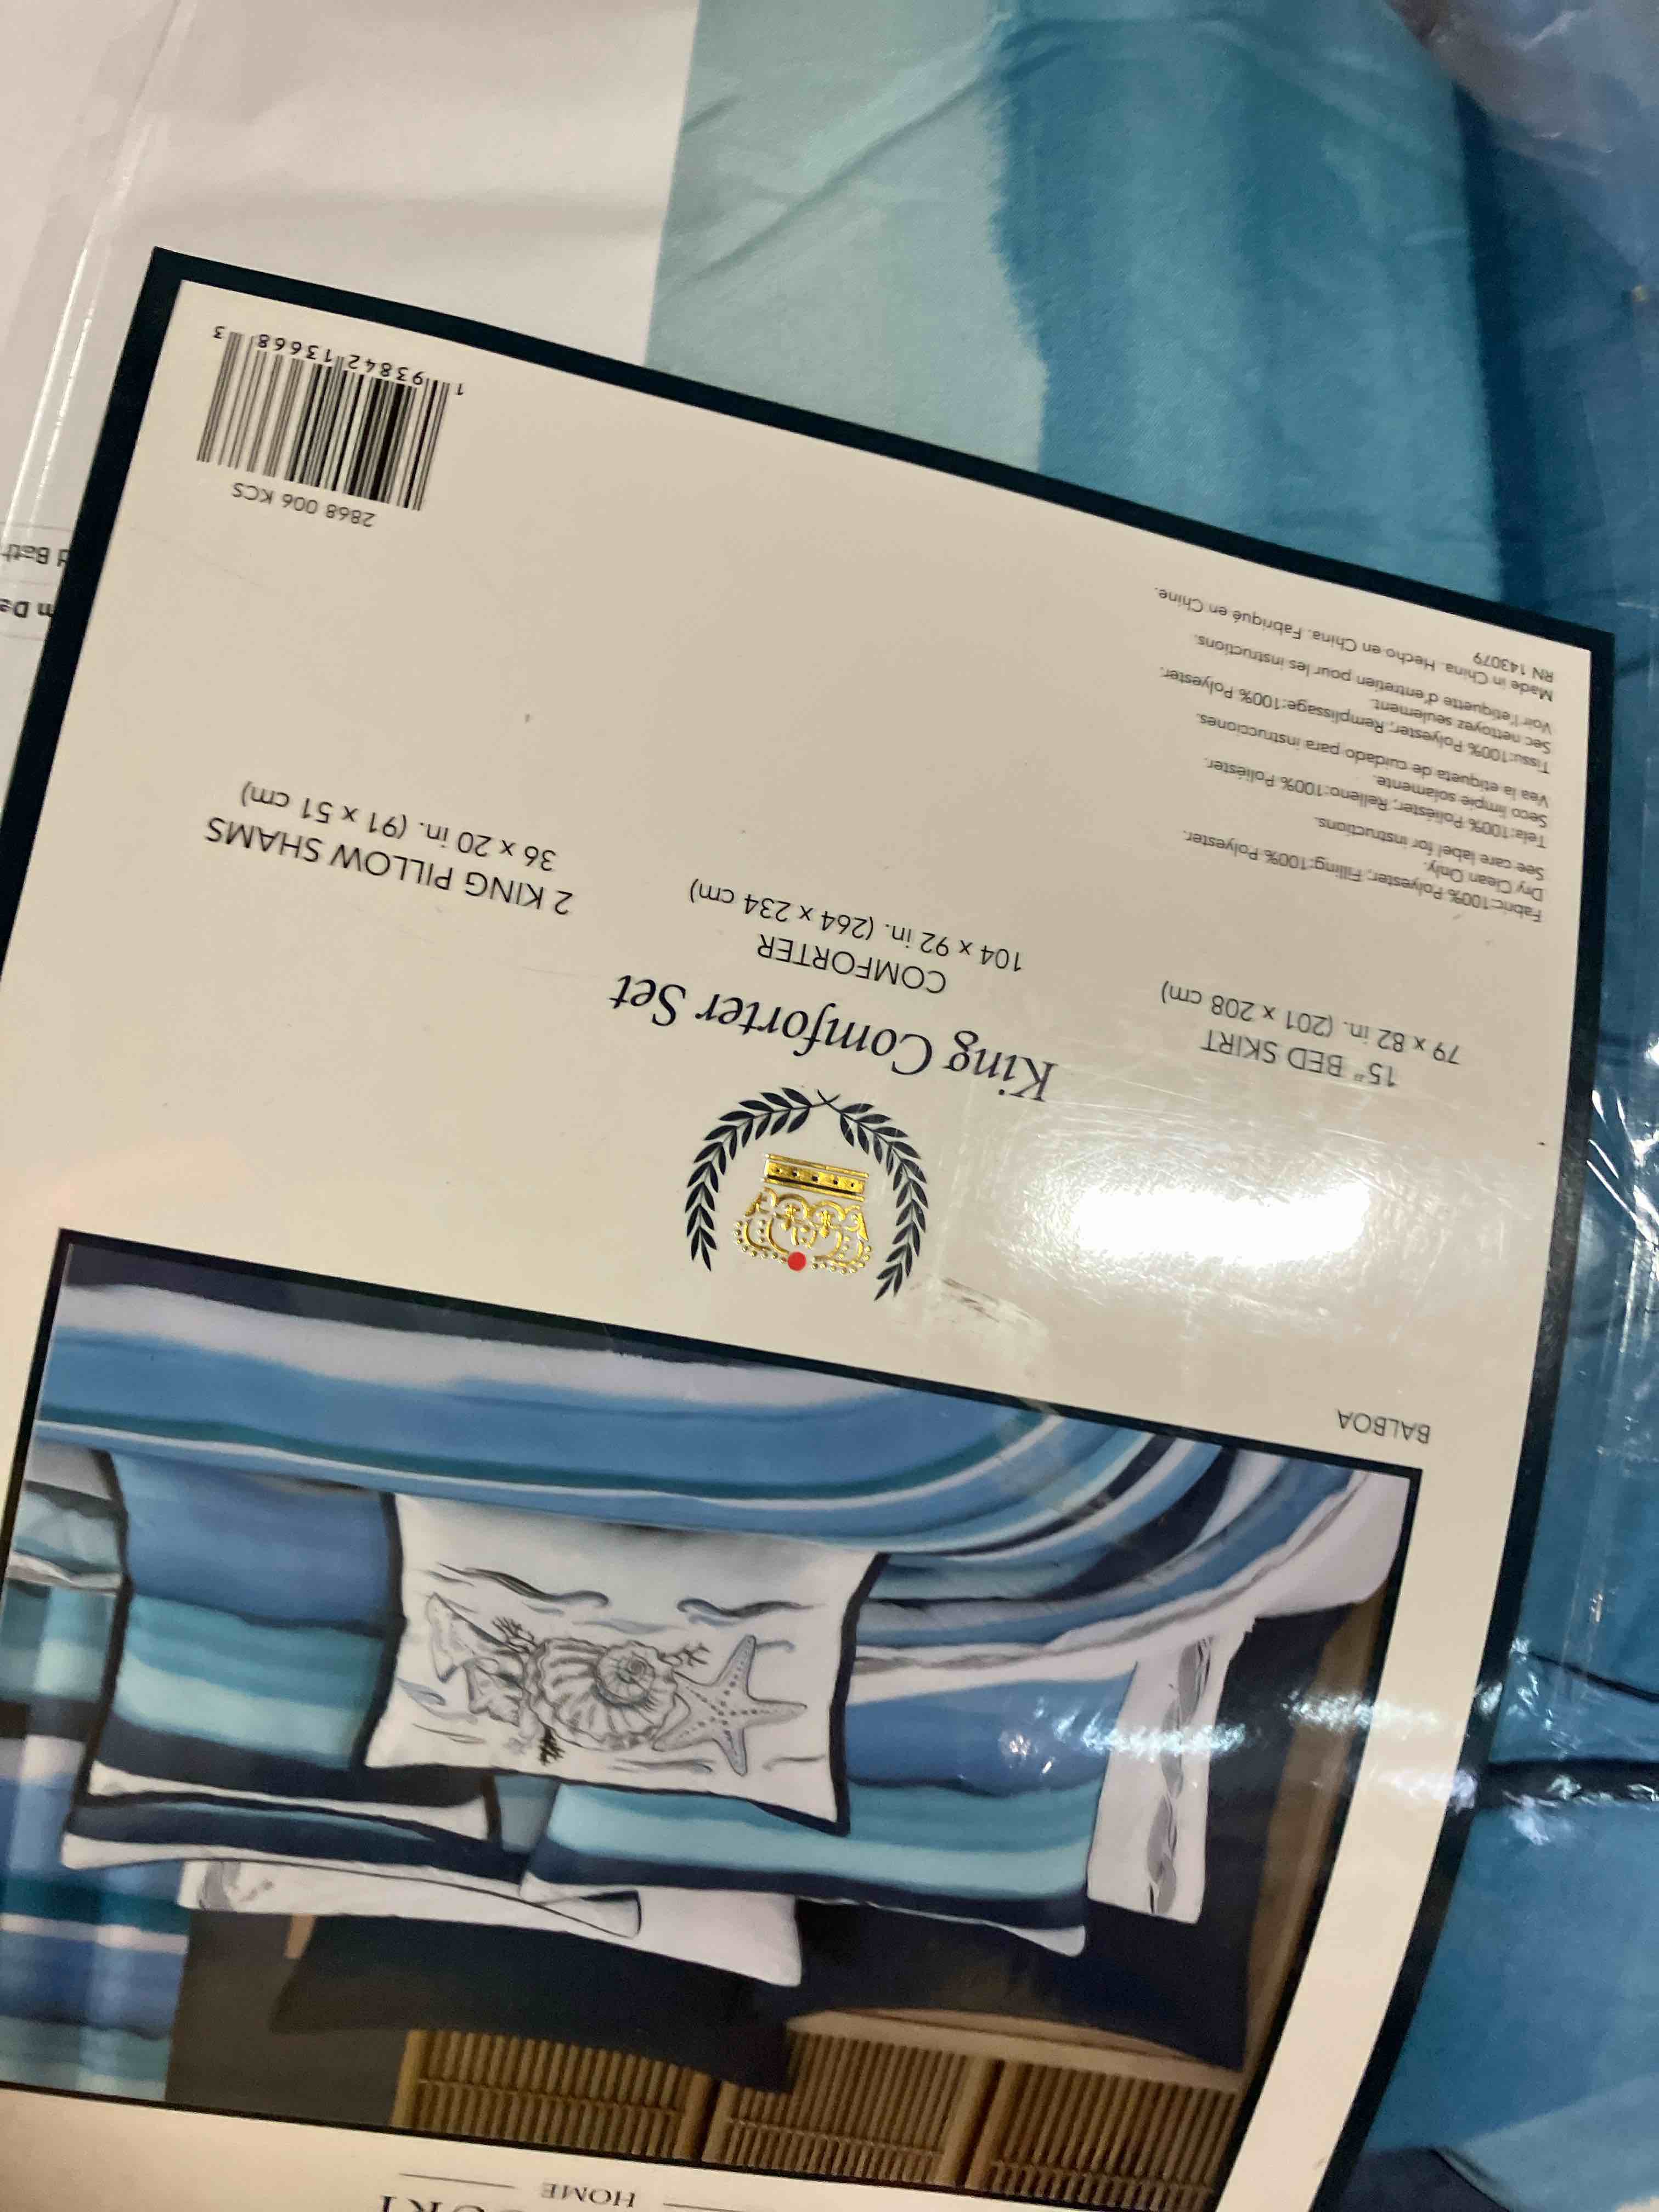 HOME
BALBOA
King Comforter Set
15" BED SKIRT
79 x 82 in. (201 x 208 cm)
COMFORTER
104 x 92 in. (264 x 234 cm)
2 KING PILLOW SHAMS
36 x 20 in. (91 x 51 cm)
Fabric:100% Polyester; Filling:100% Polyester.
Dry Clean Only.
See care label for instructions.
Tela:100% Poliéster; Relleno:100% Poliéster.
Seco limpie solamente.
Vea la etiqueta de cuidado para instrucciones.
Tissu:100% Polyester; Remplissage:100% Polyester.
Sec nettoyez seulement.
Voir l'etiquette d'entretien pour les instructions.
Made in China. Hecho en China. Fabriqué en Chine.
RN 143079
2868 006 KCS
1 93842 13668 3